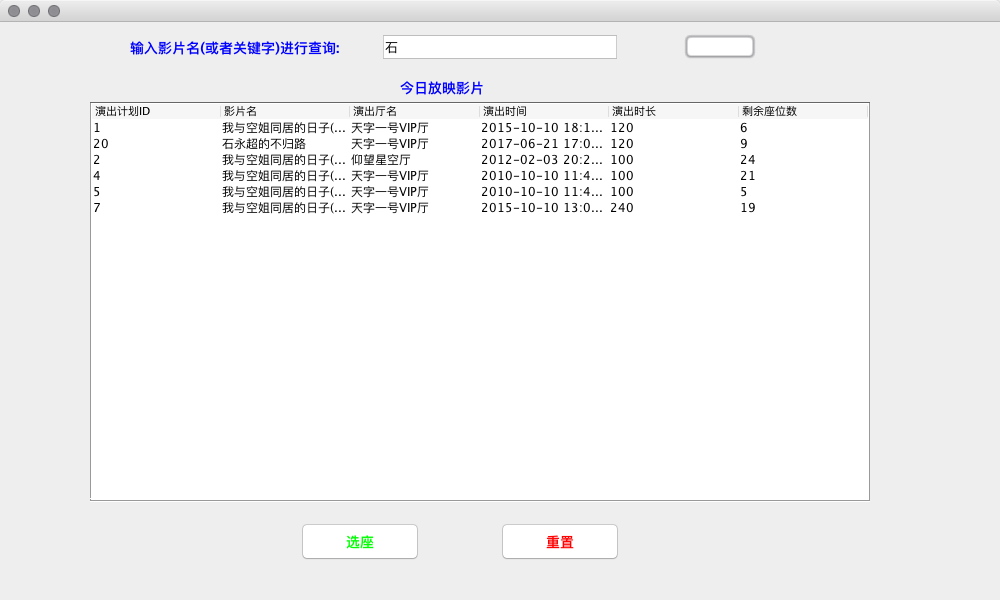 输入影片名(或者关键字)进行查询: 石
今日放映影片
演出计划ID 影片名 演出厅名 演出时间 演出时长 剩余座位数
1 我与空姐同居的日子(... 天字一号VIP厅 2015-10-10 18:1... 120 6
20 石永超的不归路 天字一号VIP厅 2017-06-21 17:0... 120 9
2 我与空姐同居的日子(... 仰望星空厅 2012-02-03 20:2... 100 24
4 我与空姐同居的日子(... 天字一号VIP厅 2010-10-10 11:4... 100 21
5 我与空姐同居的日子(... 天字一号VIP厅 2010-10-10 11:4... 100 5
7 我与空姐同居的日子(... 天字一号VIP厅 2015-10-10 13:0... 240 19
选座 重置